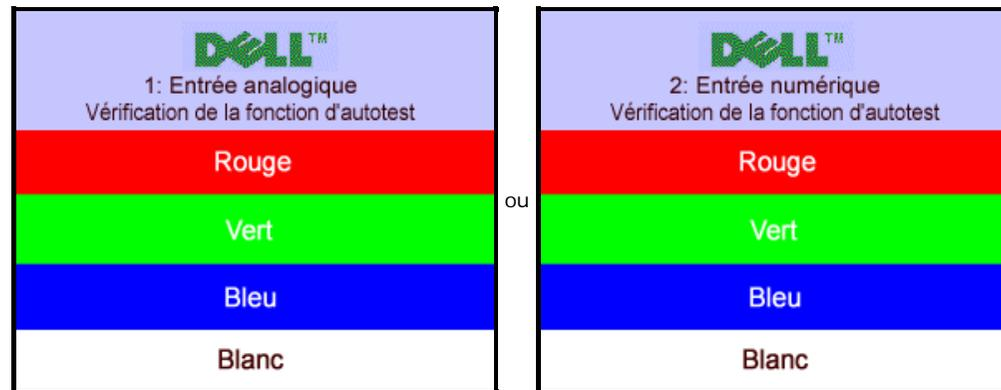 DELL™
1: Entrée analogique
Vérification de la fonction d'autotest
Rouge
Vert
Bleu
Blanc
ou
DELL™
2: Entrée numérique
Vérification de la fonction d'autotest
Rouge
Vert
Bleu
Blanc